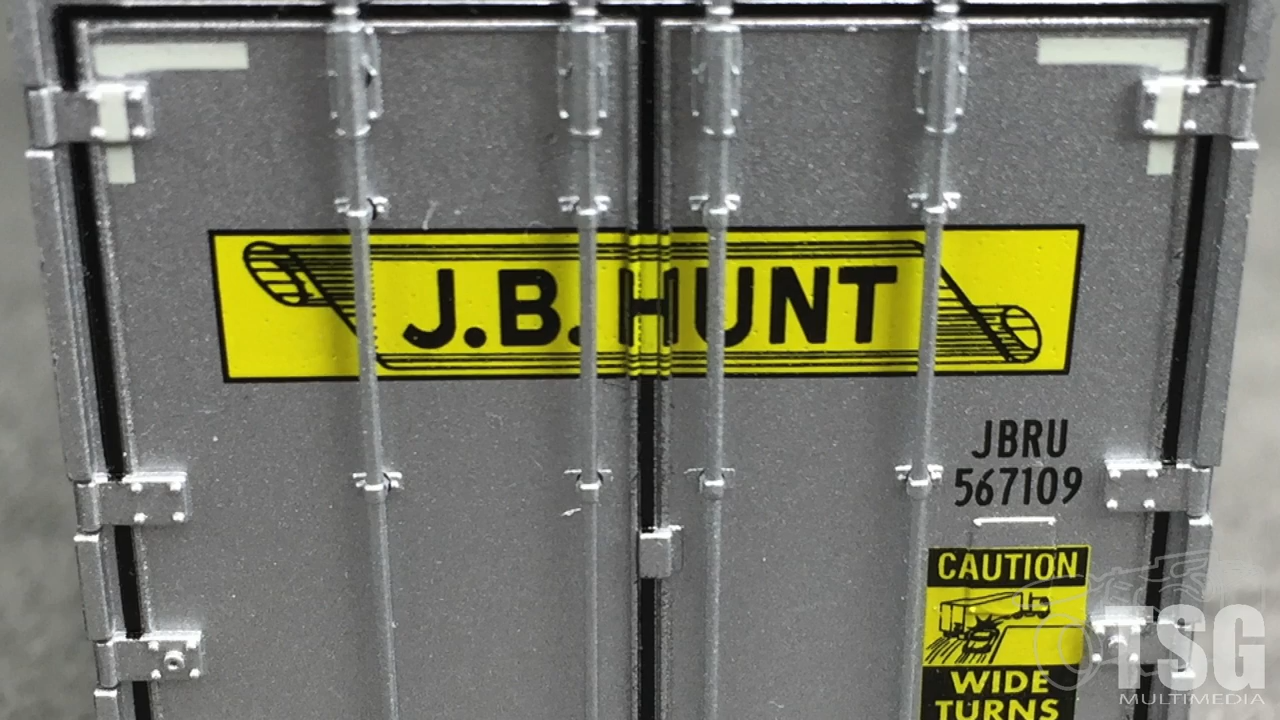 J.B. HUNT
JBRU
567109
CAUTION
WIDE
TURNS
TSG
MULTIMEDIA